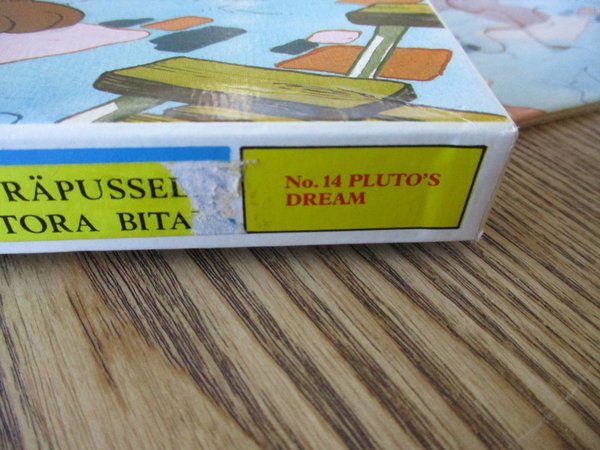 RÄPUSSEL
TORA BITA
No. 14 PLUTO'S
DREAM